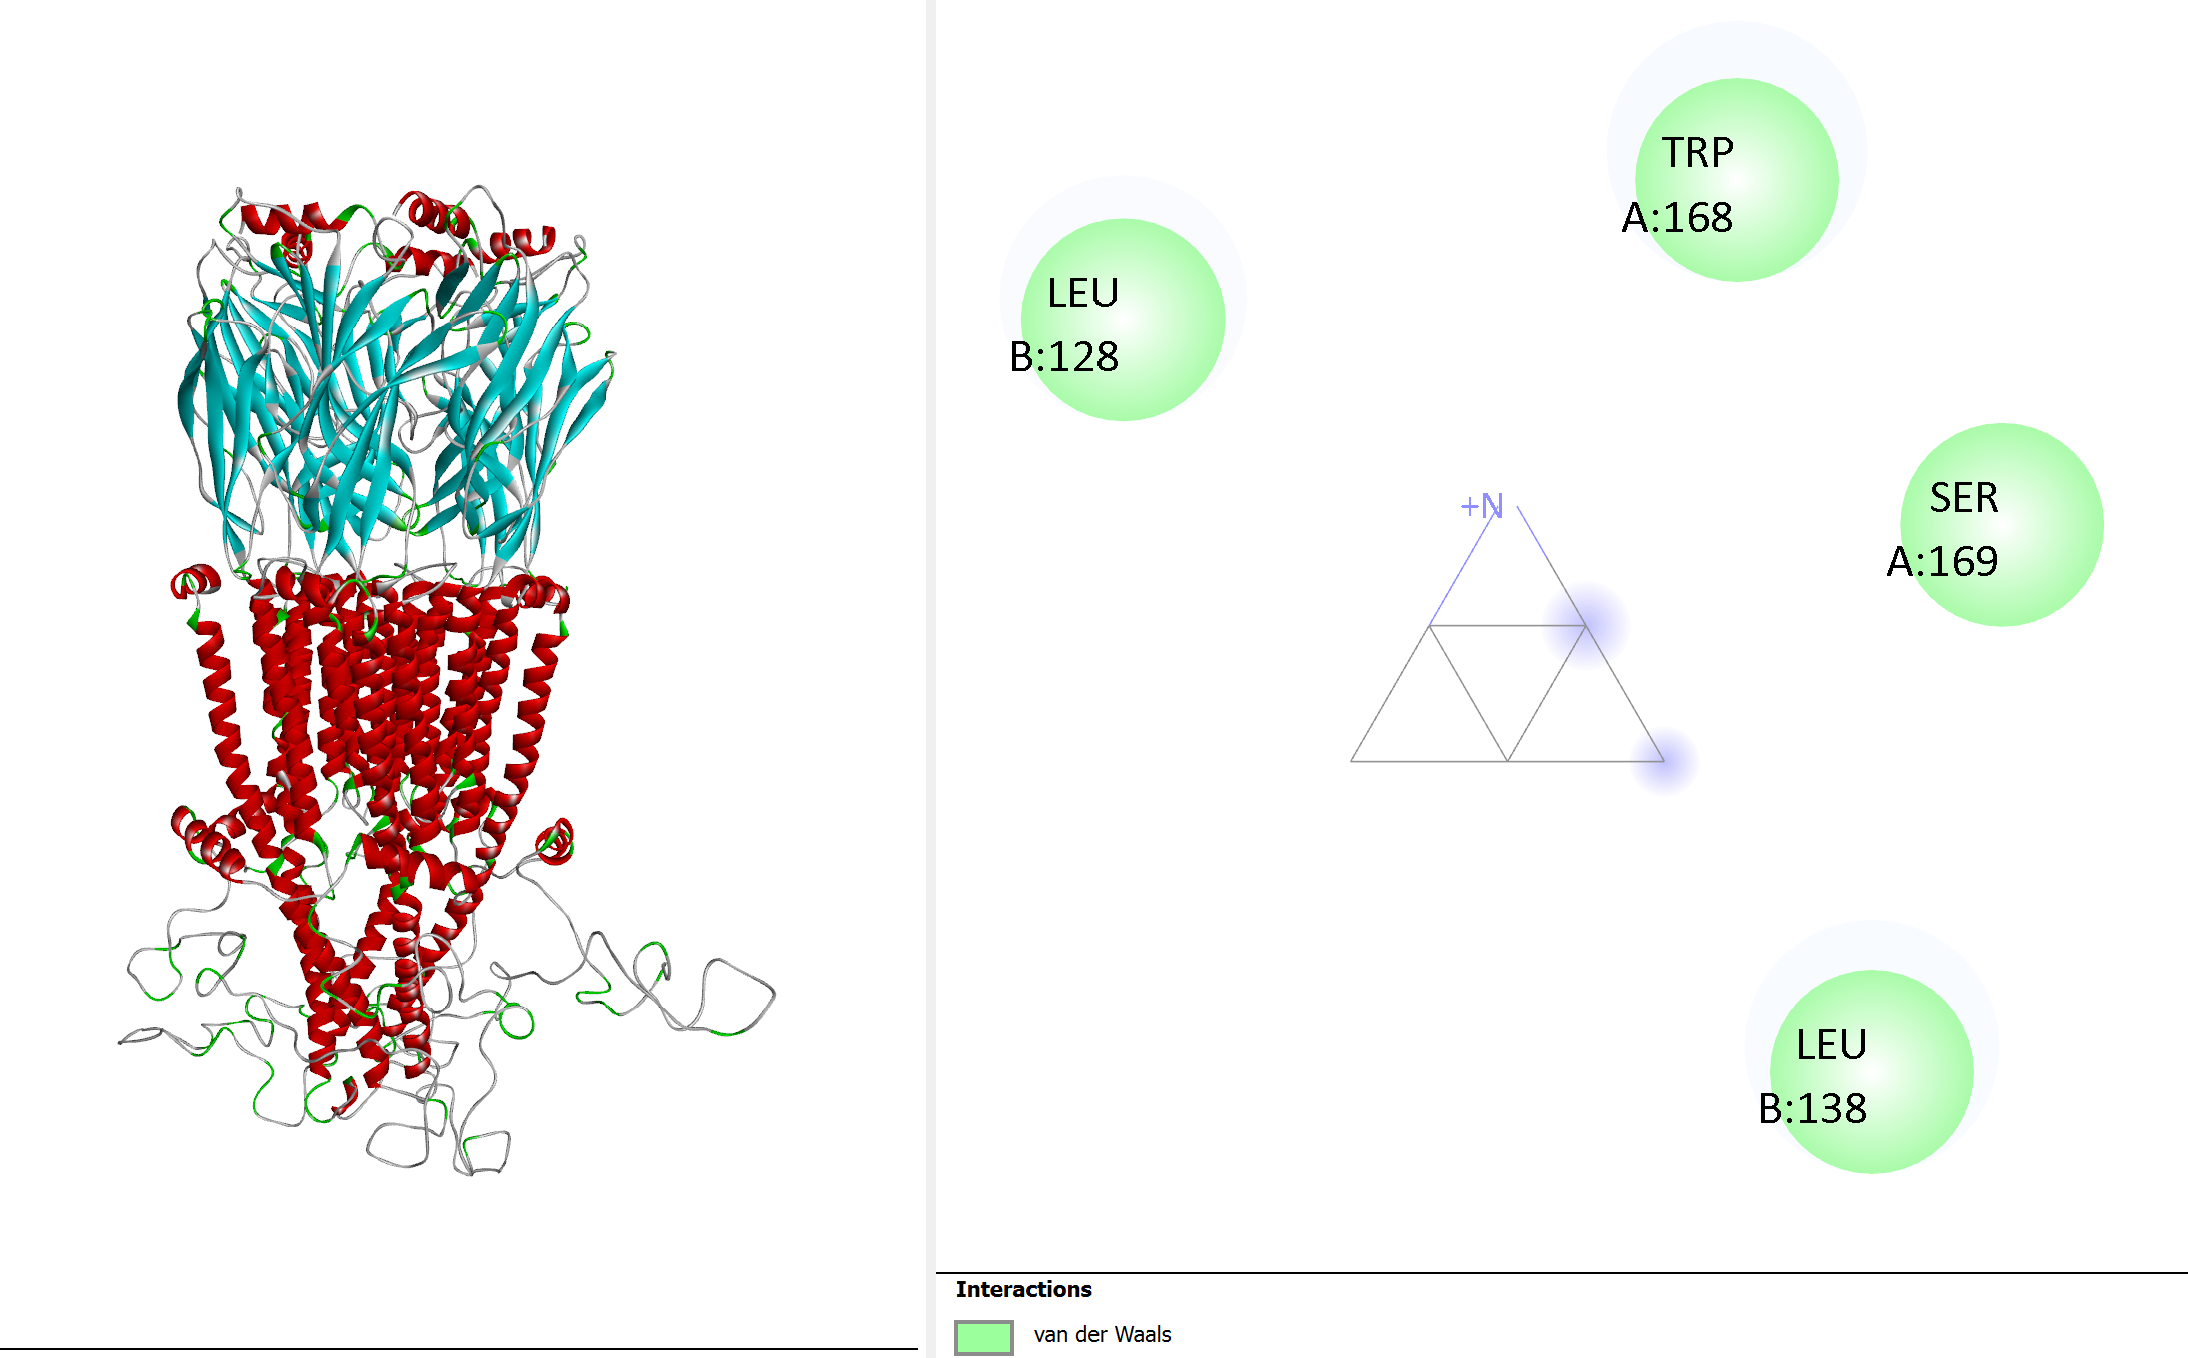 TRP
A:168
LEU
B:128
+N
SER
A:169
LEU
B:138
Interactions
van der Waals